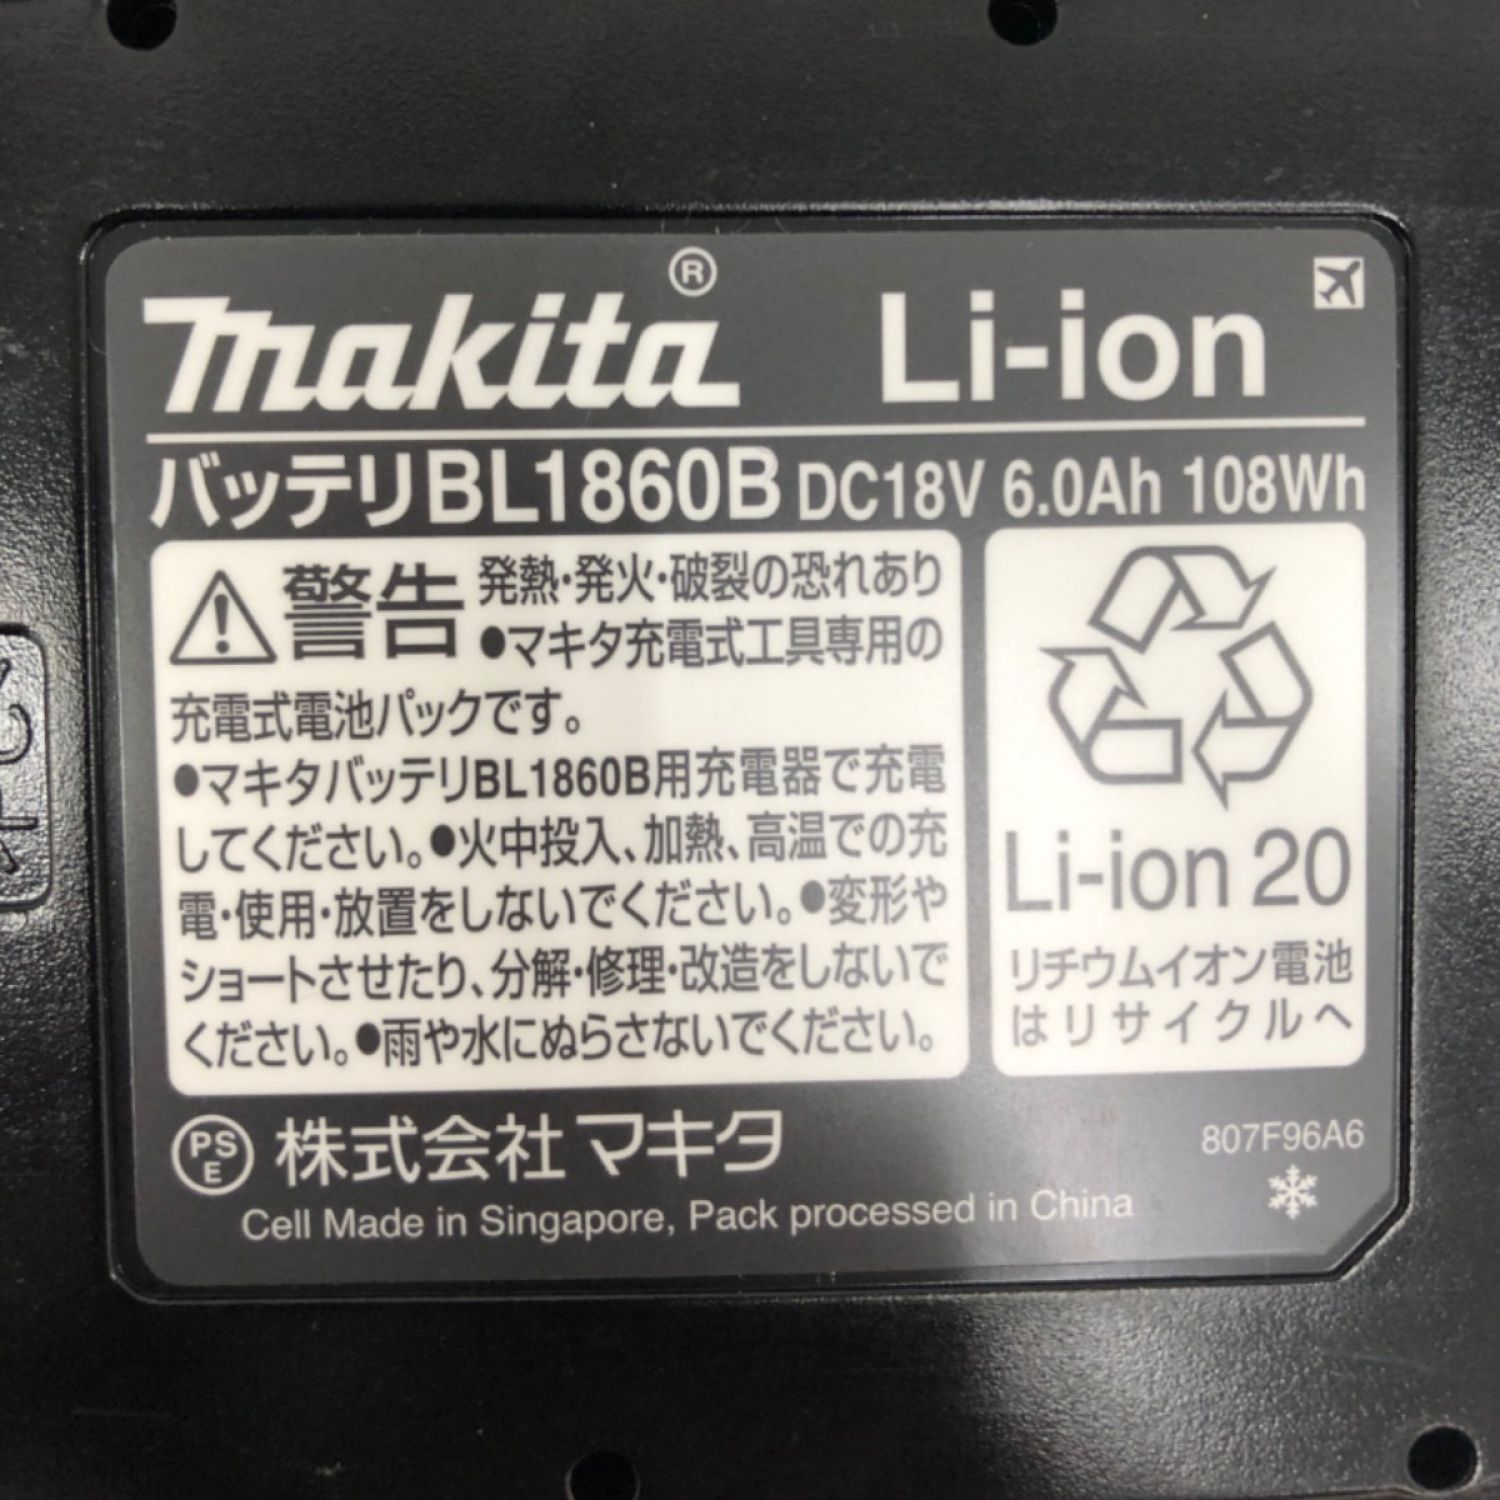 makita® Li-ion
バッテリBL1860B DC18V 6.0Ah 108Wh
警告 発熱・発火・破裂の恐れあり
●マキタ充電式工具専用の
充電式電池パックです。
●マキタバッテリBL1860B用充電器で充電
してください。●火中投入、加熱、高温での充
電・使用・放置をしないでください。●変形や
ショートさせたり、分解・修理・改造をしないで
ください。●雨や水にぬらさないでください。
Li-ion 20
リチウムイオン電池
はリサイクルへ
PSE 株式会社マキタ
807F96A6
Cell Made in Singapore, Pack processed in China